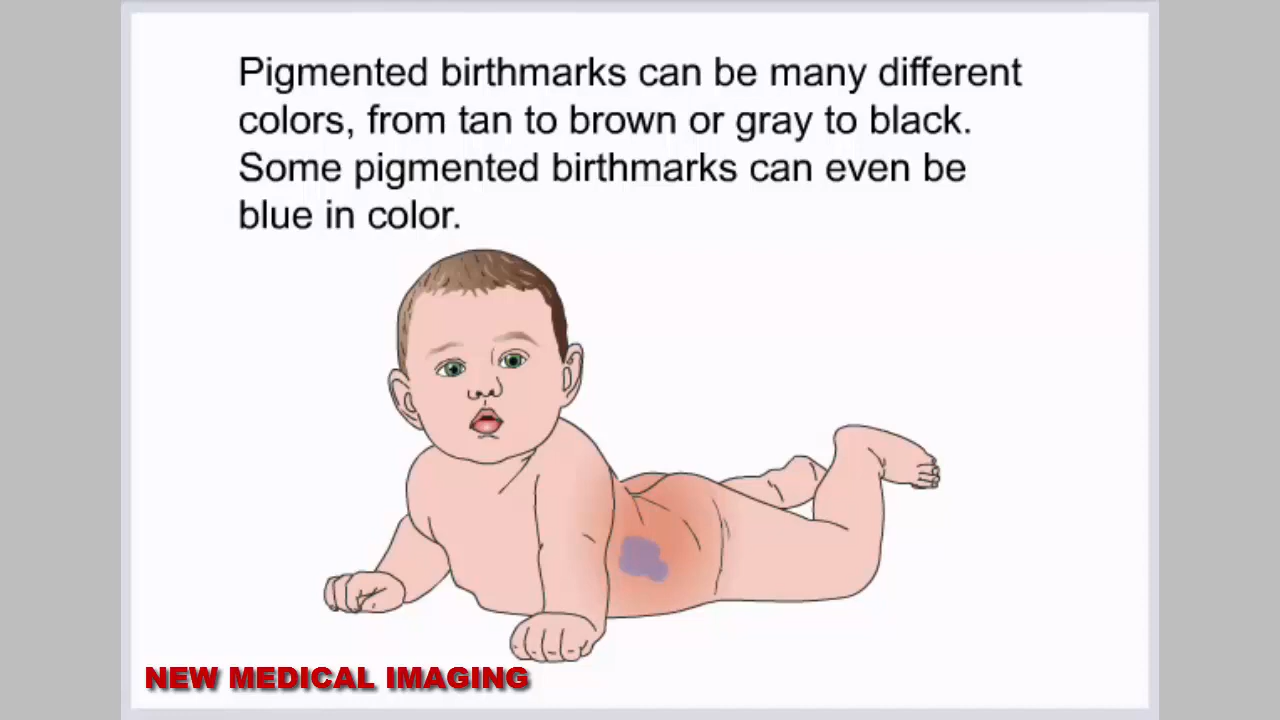 Pigmented birthmarks can be many different
colors, from tan to brown or gray to black.
Some pigmented birthmarks can even be
blue in color.
NEW MEDICAL IMAGING